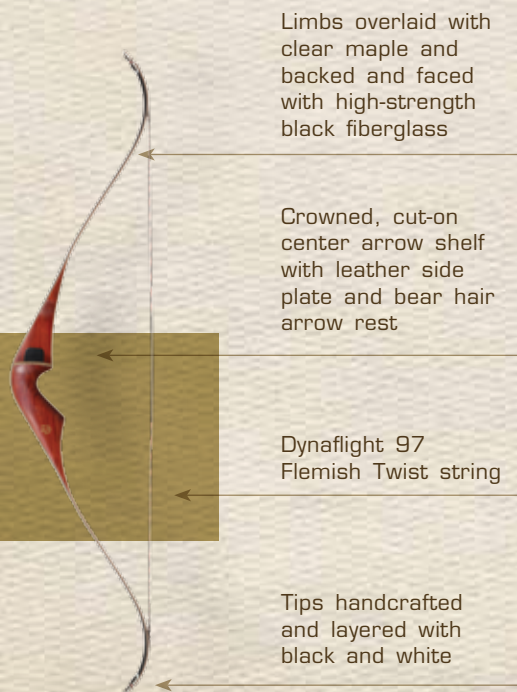 Limbs overlaid with
clear maple and
backed and faced
with high-strength
black fiberglass
Crowned, cut-on
center arrow shelf
with leather side
plate and bear hair
arrow rest
Dynaflight 97
Flemish Twist string
Tips handcrafted
and layered with
black and white